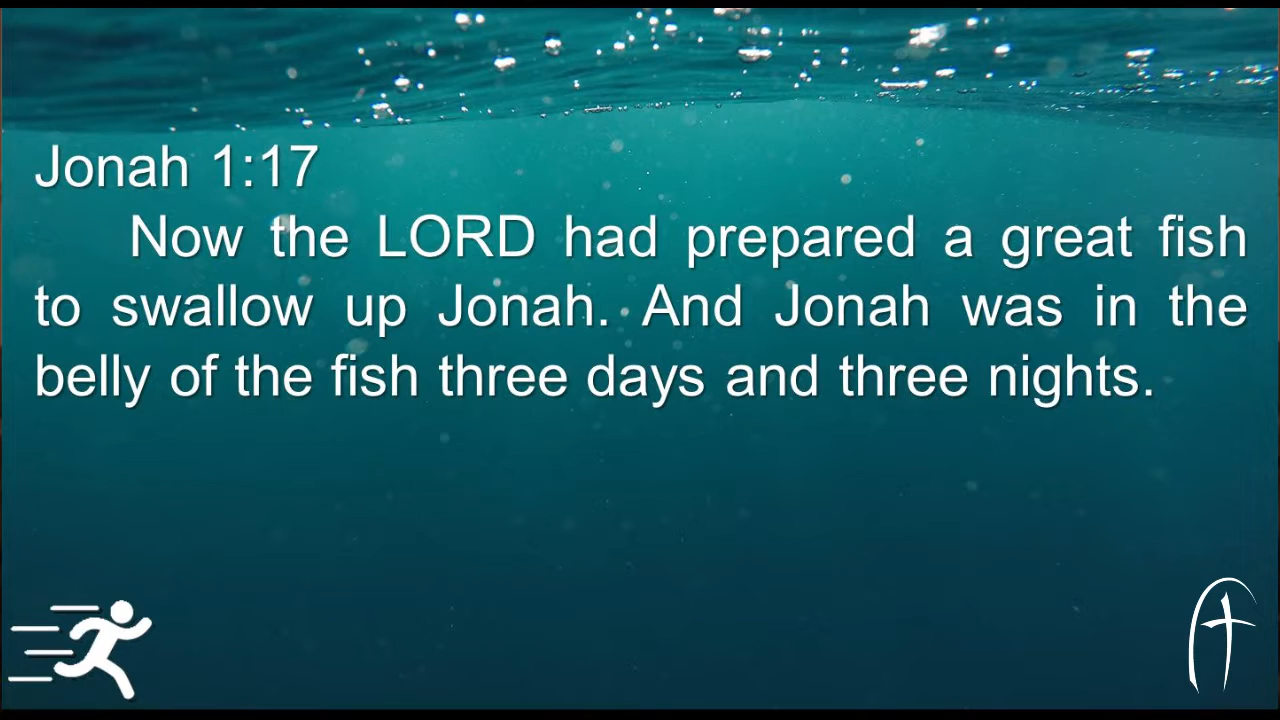 Jonah 1:17
Now the LORD had prepared a great fish
to swallow up Jonah. And Jonah was in the
belly of the fish three days and three nights.